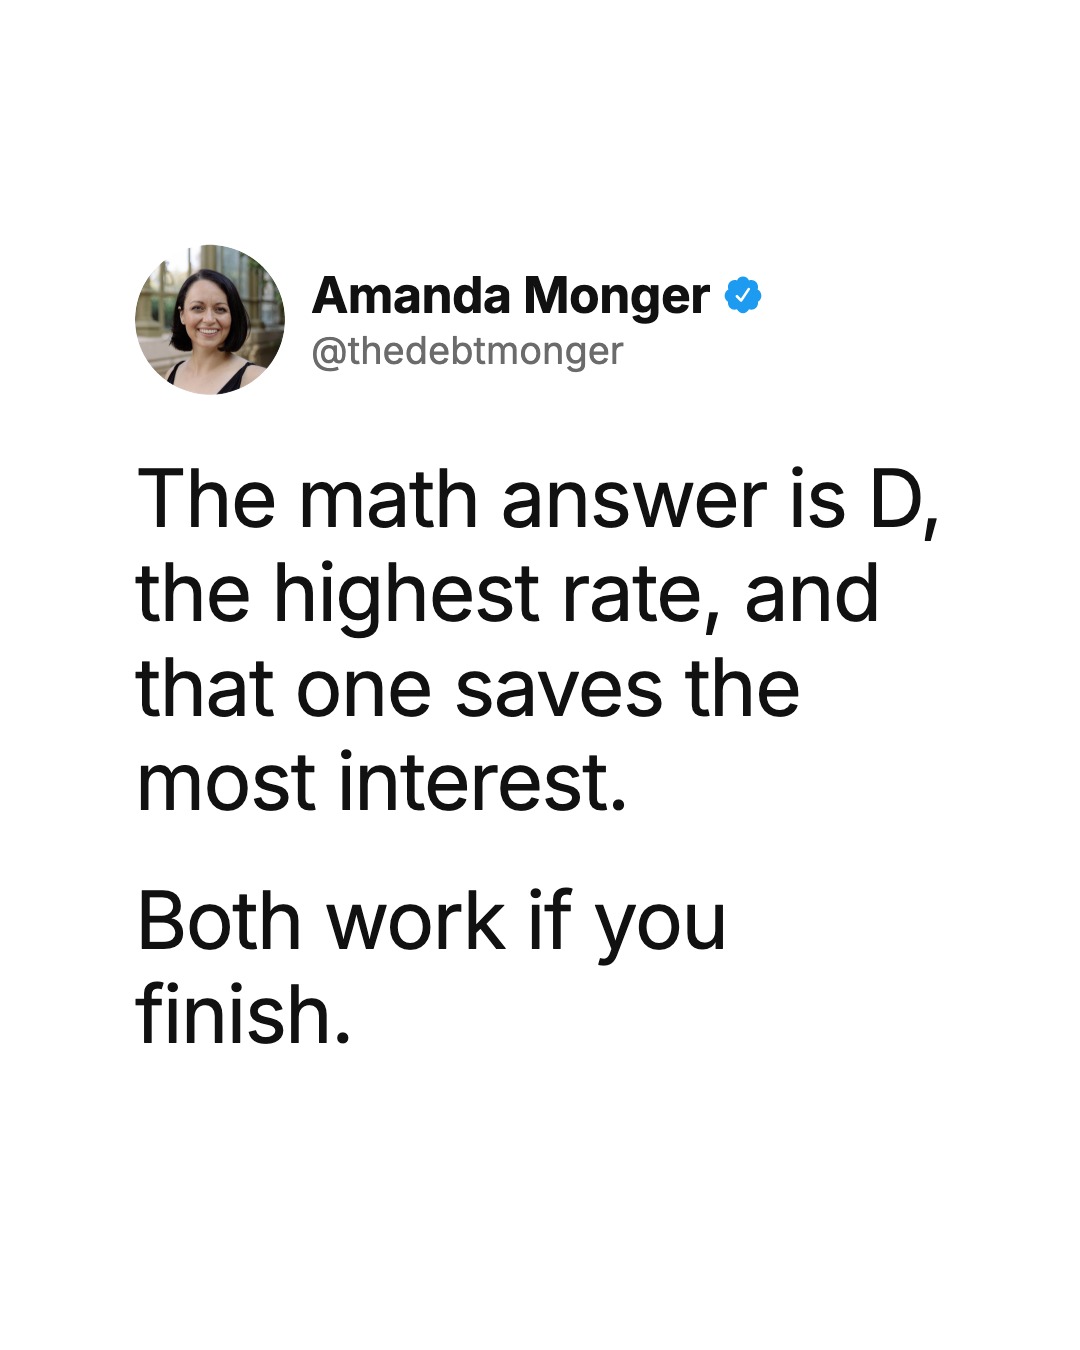 Amanda Monger
@thedebtmonger
The math answer is D,
the highest rate, and
that one saves the
most interest.
Both work if you
finish.